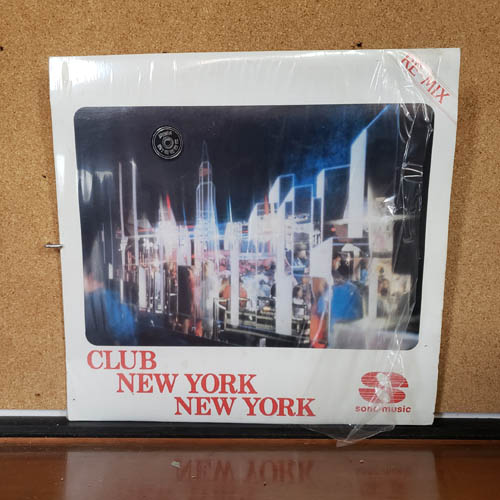 RE-MIX
CLUB
NEW YORK
NEW YORK
sono music